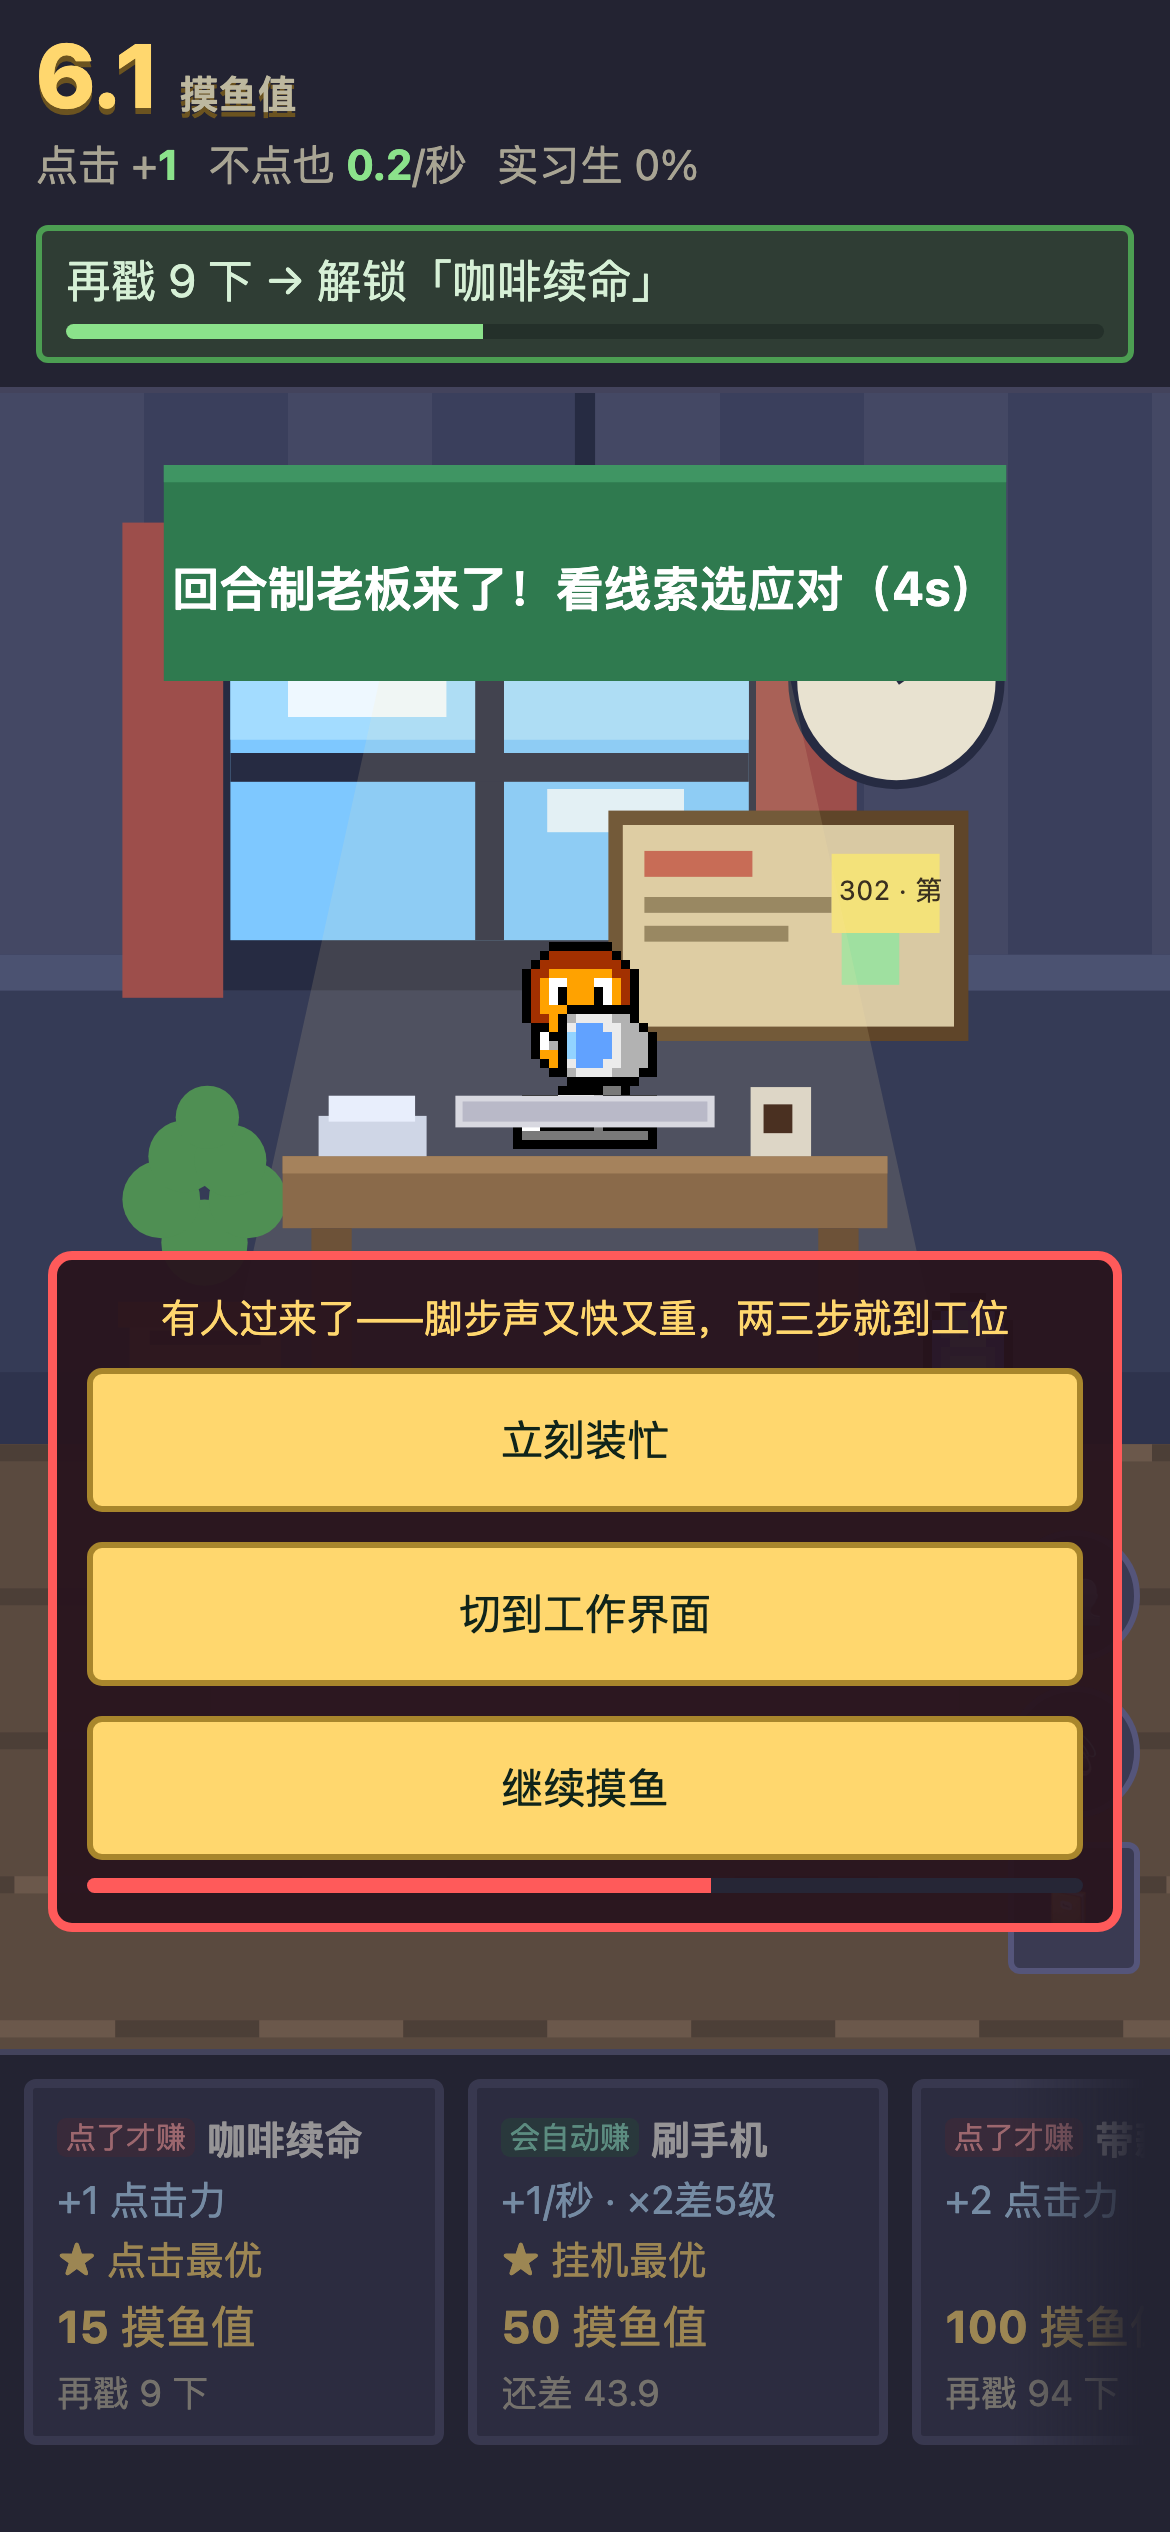 6.1 摸鱼值
点击 +1 不点也 0.2/秒 实习生 0%
再戳 9 下 → 解锁「咖啡续命」
回合制老板来了！看线索选应对（4s）
302 · 第
有人过来了——脚步声又快又重，两三步就到工位
立刻装忙
切到工作界面
继续摸鱼
点了才赚 咖啡续命
+1 点击力
★ 点击最优
15 摸鱼值
再戳 9 下
会自动赚 刷手机
+1/秒 · ×2差5级
★ 挂机最优
50 摸鱼值
还差 43.9
点了才赚 带
+2 点击力
100 摸鱼
再戳 94 下